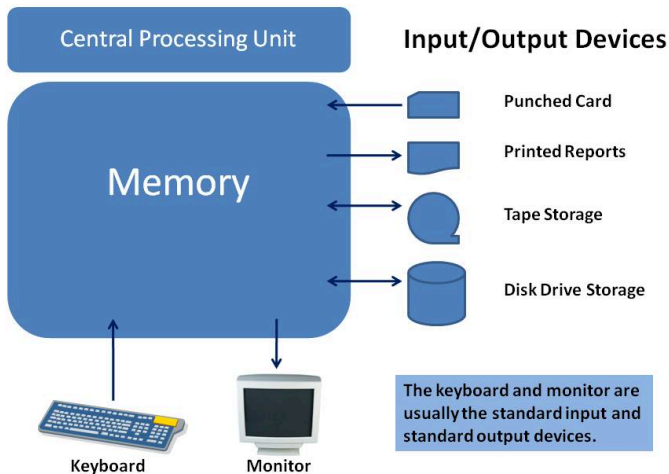 Central Processing Unit
Input/Output Devices
Memory
Punched Card
Printed Reports
Tape Storage
Disk Drive Storage
The keyboard and monitor are
usually the standard input and
standard output devices.
Keyboard
Monitor